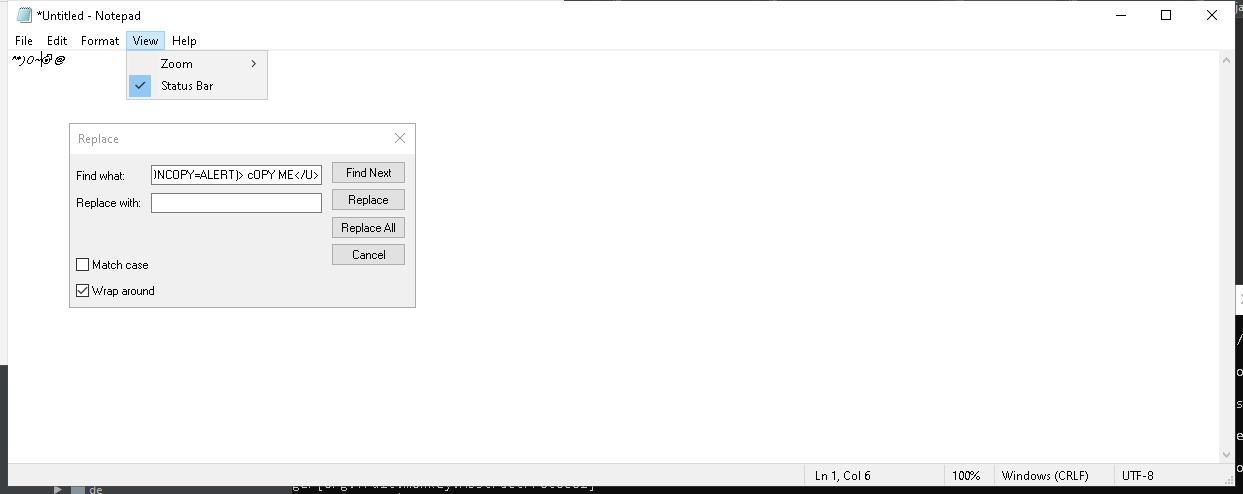 *Untitled - Notepad
File Edit Format View Help
Zoom
Status Bar
Replace
Find what: )NCOPY=ALERT)> cOPY ME</U>
Find Next
Replace with:
Replace
Replace All
Cancel
Match case
Wrap around
Ln 1, Col 6 100% Windows (CRLF) UTF-8
de